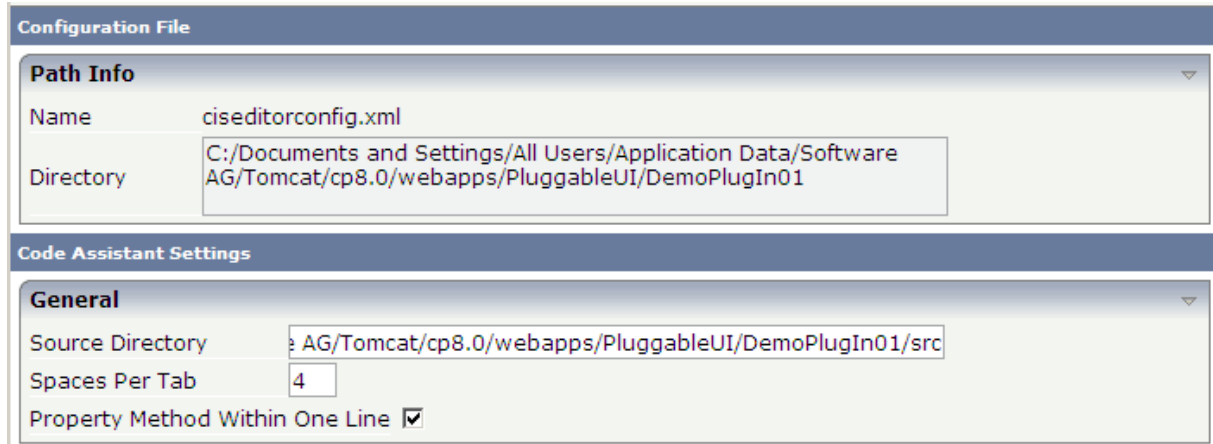 Configuration File
Path Info
Name ciseditorconfig.xml
C:/Documents and Settings/All Users/Application Data/Software
Directory AG/Tomcat/cp8.0/webapps/PluggableUI/DemoPlugIn01
Code Assistant Settings
General
Source Directory AG/Tomcat/cp8.0/webapps/PluggableUI/DemoPlugIn01/src
Spaces Per Tab 4
Property Method Within One Line